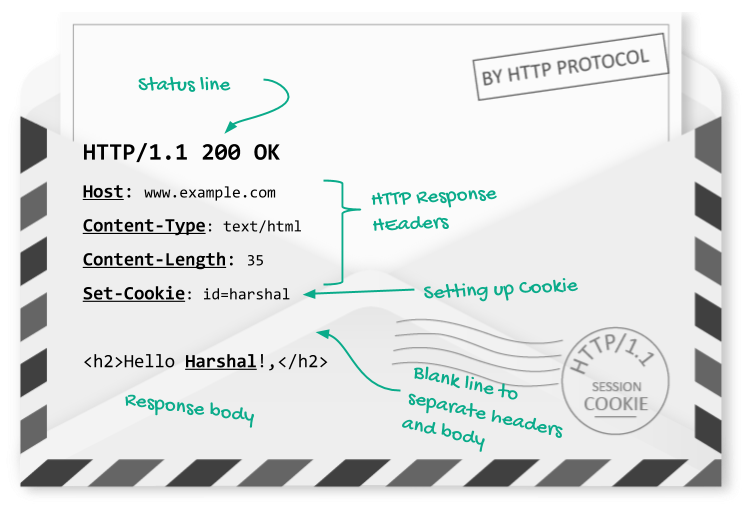 BY HTTP PROTOCOL
Status line
HTTP/1.1 200 OK
Host: www.example.com
Content-Type: text/html
Content-Length: 35
Set-Cookie: id=harshal
HTTP Response
HEaders
Setting up Cookie
<h2>Hello Harshal!,</h2>
Response body
Blank line to
separate headers
and body
HTTP/1.1
SESSION
COOKIE